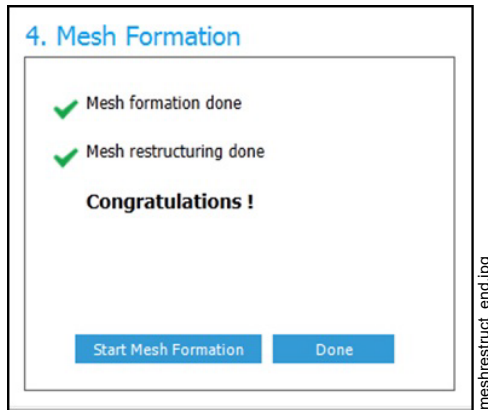 4. Mesh Formation
Mesh formation done
Mesh restructuring done
Congratulations !
Start Mesh Formation
Done
meshrestruct_end.jpg